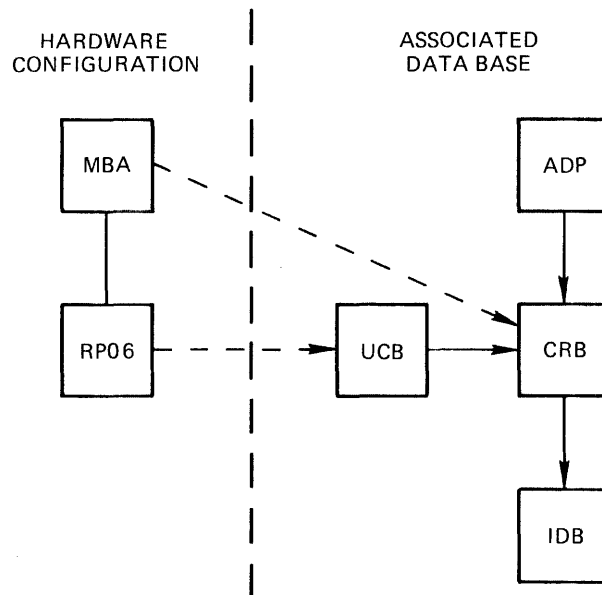 HARDWARE
CONFIGURATION
ASSOCIATED
DATA BASE
MBA
ADP
RP06
UCB
CRB
IDB